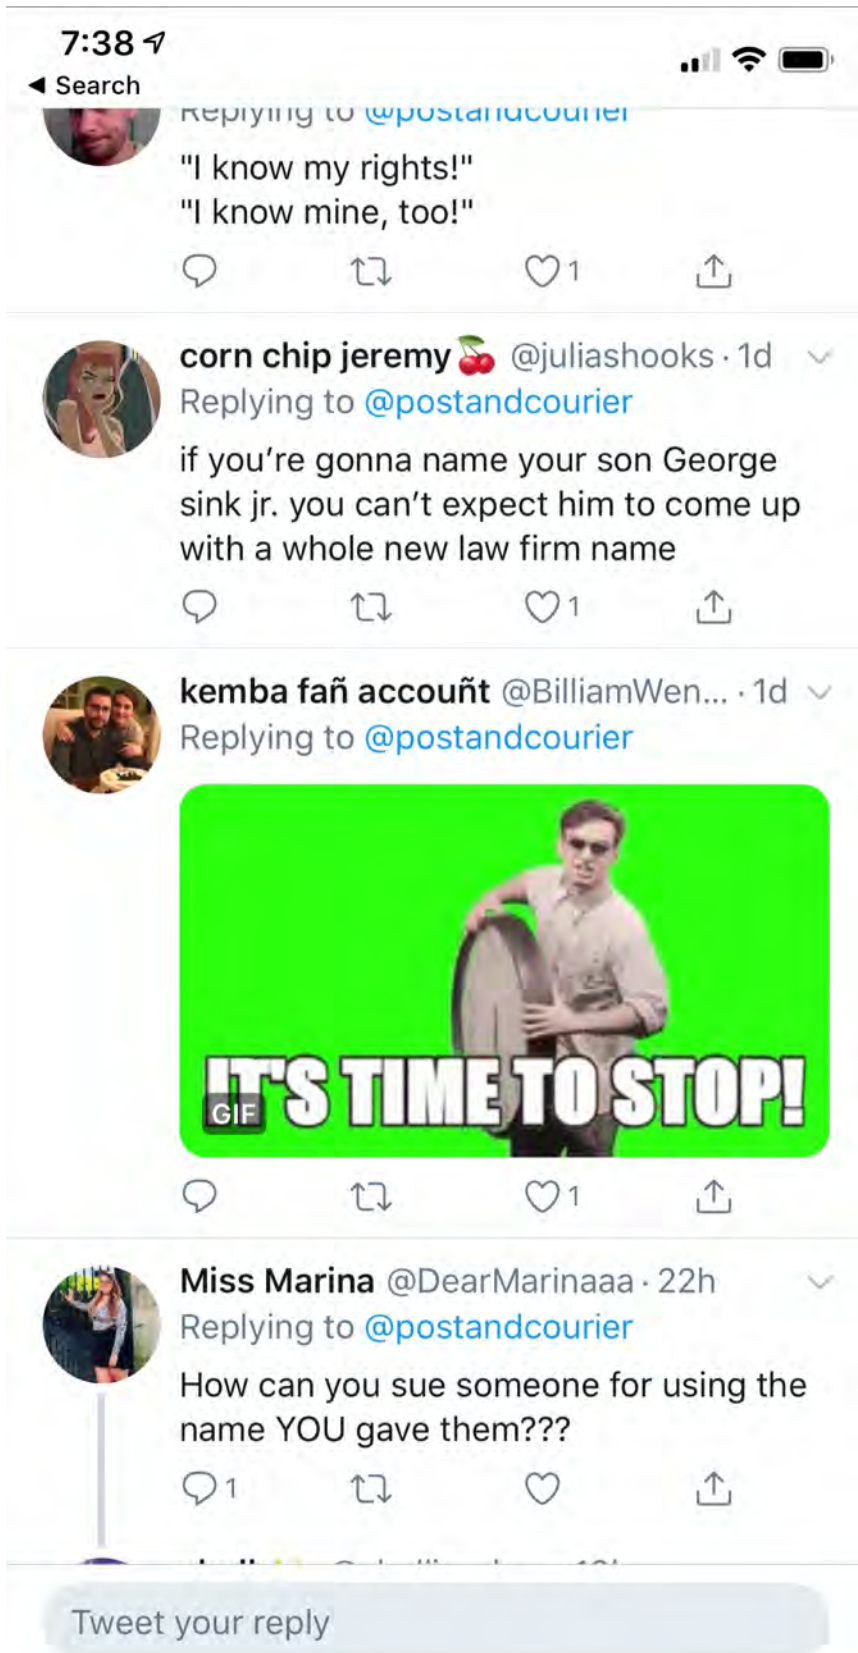 7:38
◀ Search
Replying to @postandcourier
"I know my rights!"
"I know mine, too!"
1
corn chip jeremy🍒 @juliashooks · 1d
Replying to @postandcourier
if you’re gonna name your son George
sink jr. you can’t expect him to come up
with a whole new law firm name
1
kemba fañ accouñt @BilliamWen... · 1d
Replying to @postandcourier
IT'S TIME TO STOP!
GIF
1
Miss Marina @DearMarinaaa · 22h
Replying to @postandcourier
How can you sue someone for using the
name YOU gave them???
1
Tweet your reply